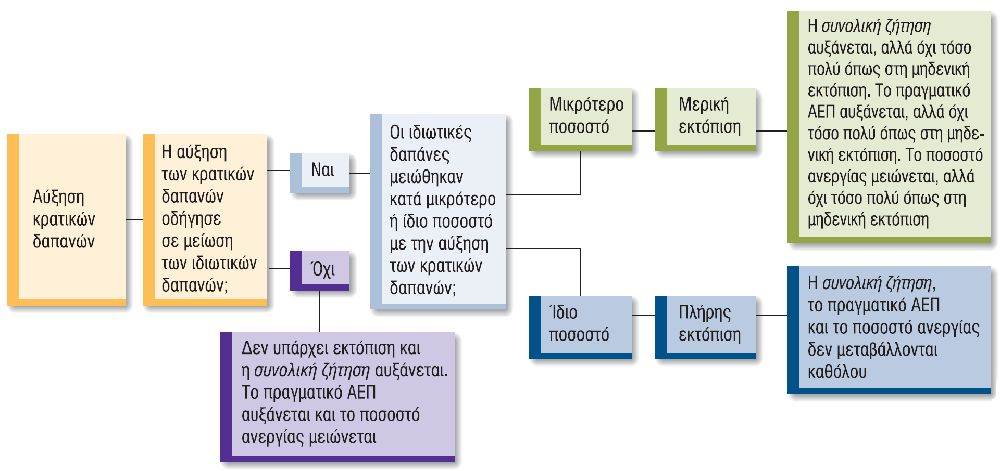 Αύξηση
κρατικών
δαπανών
Η αύξηση
των κρατικών
δαπανών
οδήγησε
σε μείωση
των ιδιωτικών
δαπανών;
Ναι
Όχι
Δεν υπάρχει εκτόπιση και
η συνολική ζήτηση αυξάνεται.
Το πραγματικό ΑΕΠ
αυξάνεται και το ποσοστό
ανεργίας μειώνεται
Οι ιδιωτικές
δαπάνες
μειώθηκαν
κατά μικρότερο
ή ίδιο ποσοστό
με την αύξηση
των κρατικών
δαπανών;
Μικρότερο
ποσοστό
Μερική
εκτόπιση
Η συνολική ζήτηση
αυξάνεται, αλλά όχι τόσο
πολύ όπως στη μηδενική
εκτόπιση. Το πραγματικό
ΑΕΠ αυξάνεται, αλλά όχι
τόσο πολύ όπως στη μηδε-
νική εκτόπιση. Το ποσοστό
ανεργίας μειώνεται, αλλά
όχι τόσο πολύ όπως στη
μηδενική εκτόπιση
Ίδιο
ποσοστό
Πλήρης
εκτόπιση
Η συνολική ζήτηση,
το πραγματικό ΑΕΠ
και το ποσοστό ανεργίας
δεν μεταβάλλονται
καθόλου